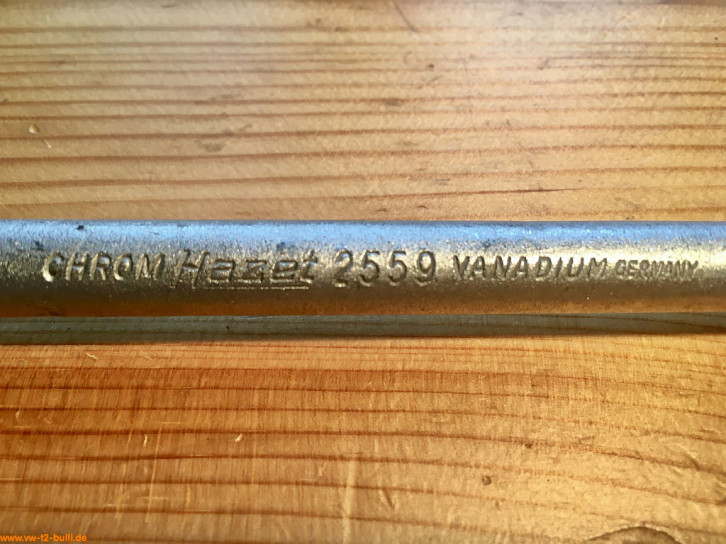 CHROM Hazet 2559 VANADIUM GERMANY
www.vw-t2-bulli.de